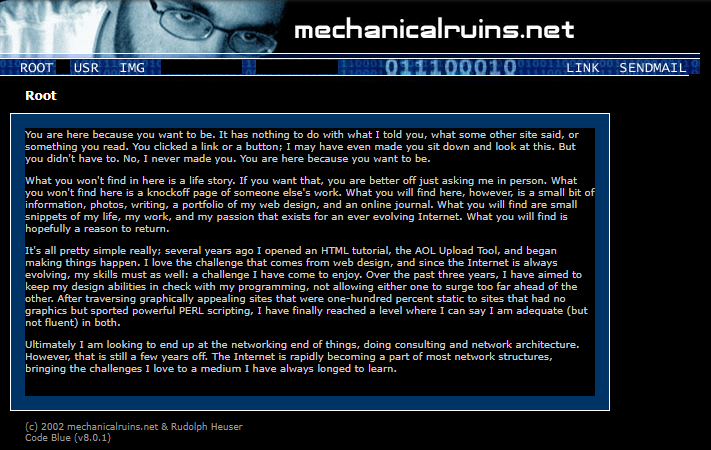 mechanicalruins.net
ROOT USR IMG 011100010 LINK SENDMAIL
Root
You are here because you want to be. It has nothing to do with what I told you, what some other site said, or
something you read. You clicked a link or a button; I may have even made you sit down and look at this. But
you didn't have to. No, I never made you. You are here because you want to be.
What you won't find in here is a life story. If you want that, you are better off just asking me in person. What
you won't find here is a knockoff page of someone else's work. What you will find here, however, is a small bit of
information, photos, writing, a portfolio of my web design, and an online journal. What you will find are small
snippets of my life, my work, and my passion that exists for an ever evolving Internet. What you will find is
hopefully a reason to return.
It's all pretty simple really; several years ago I opened an HTML tutorial, the AOL Upload Tool, and began
making things happen. I love the challenge that comes from web design, and since the Internet is always
evolving, my skills must as well: a challenge I have come to enjoy. Over the past three years, I have aimed to
keep my design abilities in check with my programming, not allowing either one to surge too far ahead of the
other. After traversing graphically appealing sites that were one-hundred percent static to sites that had no
graphics but sported powerful PERL scripting, I have finally reached a level where I can say I am adequate (but
not fluent) in both.
Ultimately I am looking to end up at the networking end of things, doing consulting and network architecture.
However, that is still a few years off. The Internet is rapidly becoming a part of most network structures,
bringing the challenges I love to a medium I have always longed to learn.
(c) 2002 mechanicalruins.net & Rudolph Heuser
Code Blue (v8.0.1)